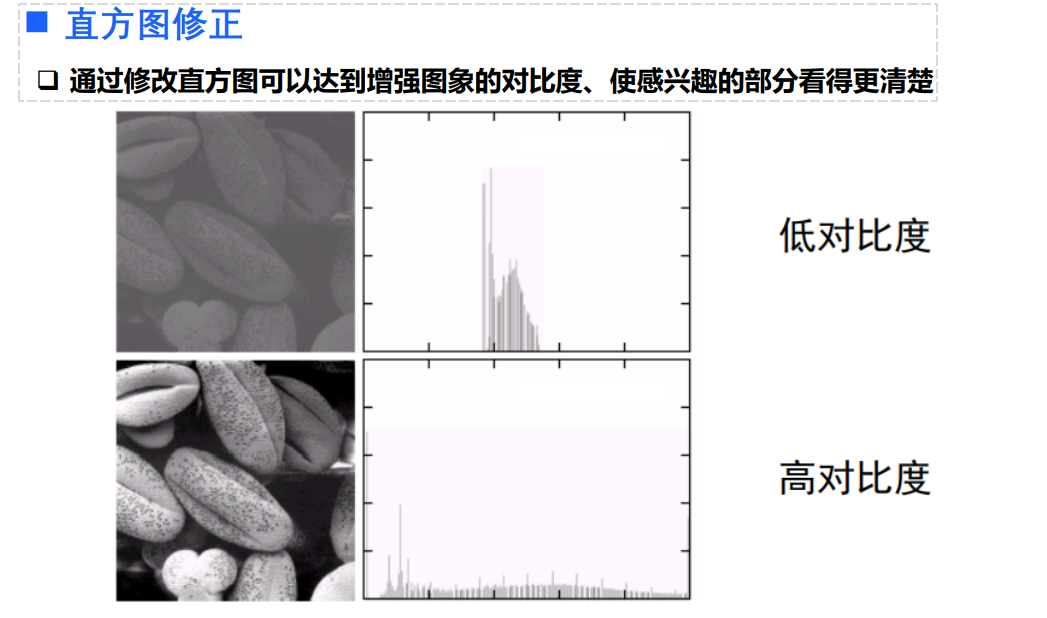 直方图修正
通过修改直方图可以达到增强图象的对比度、使感兴趣的部分看得更清楚
低对比度
高对比度